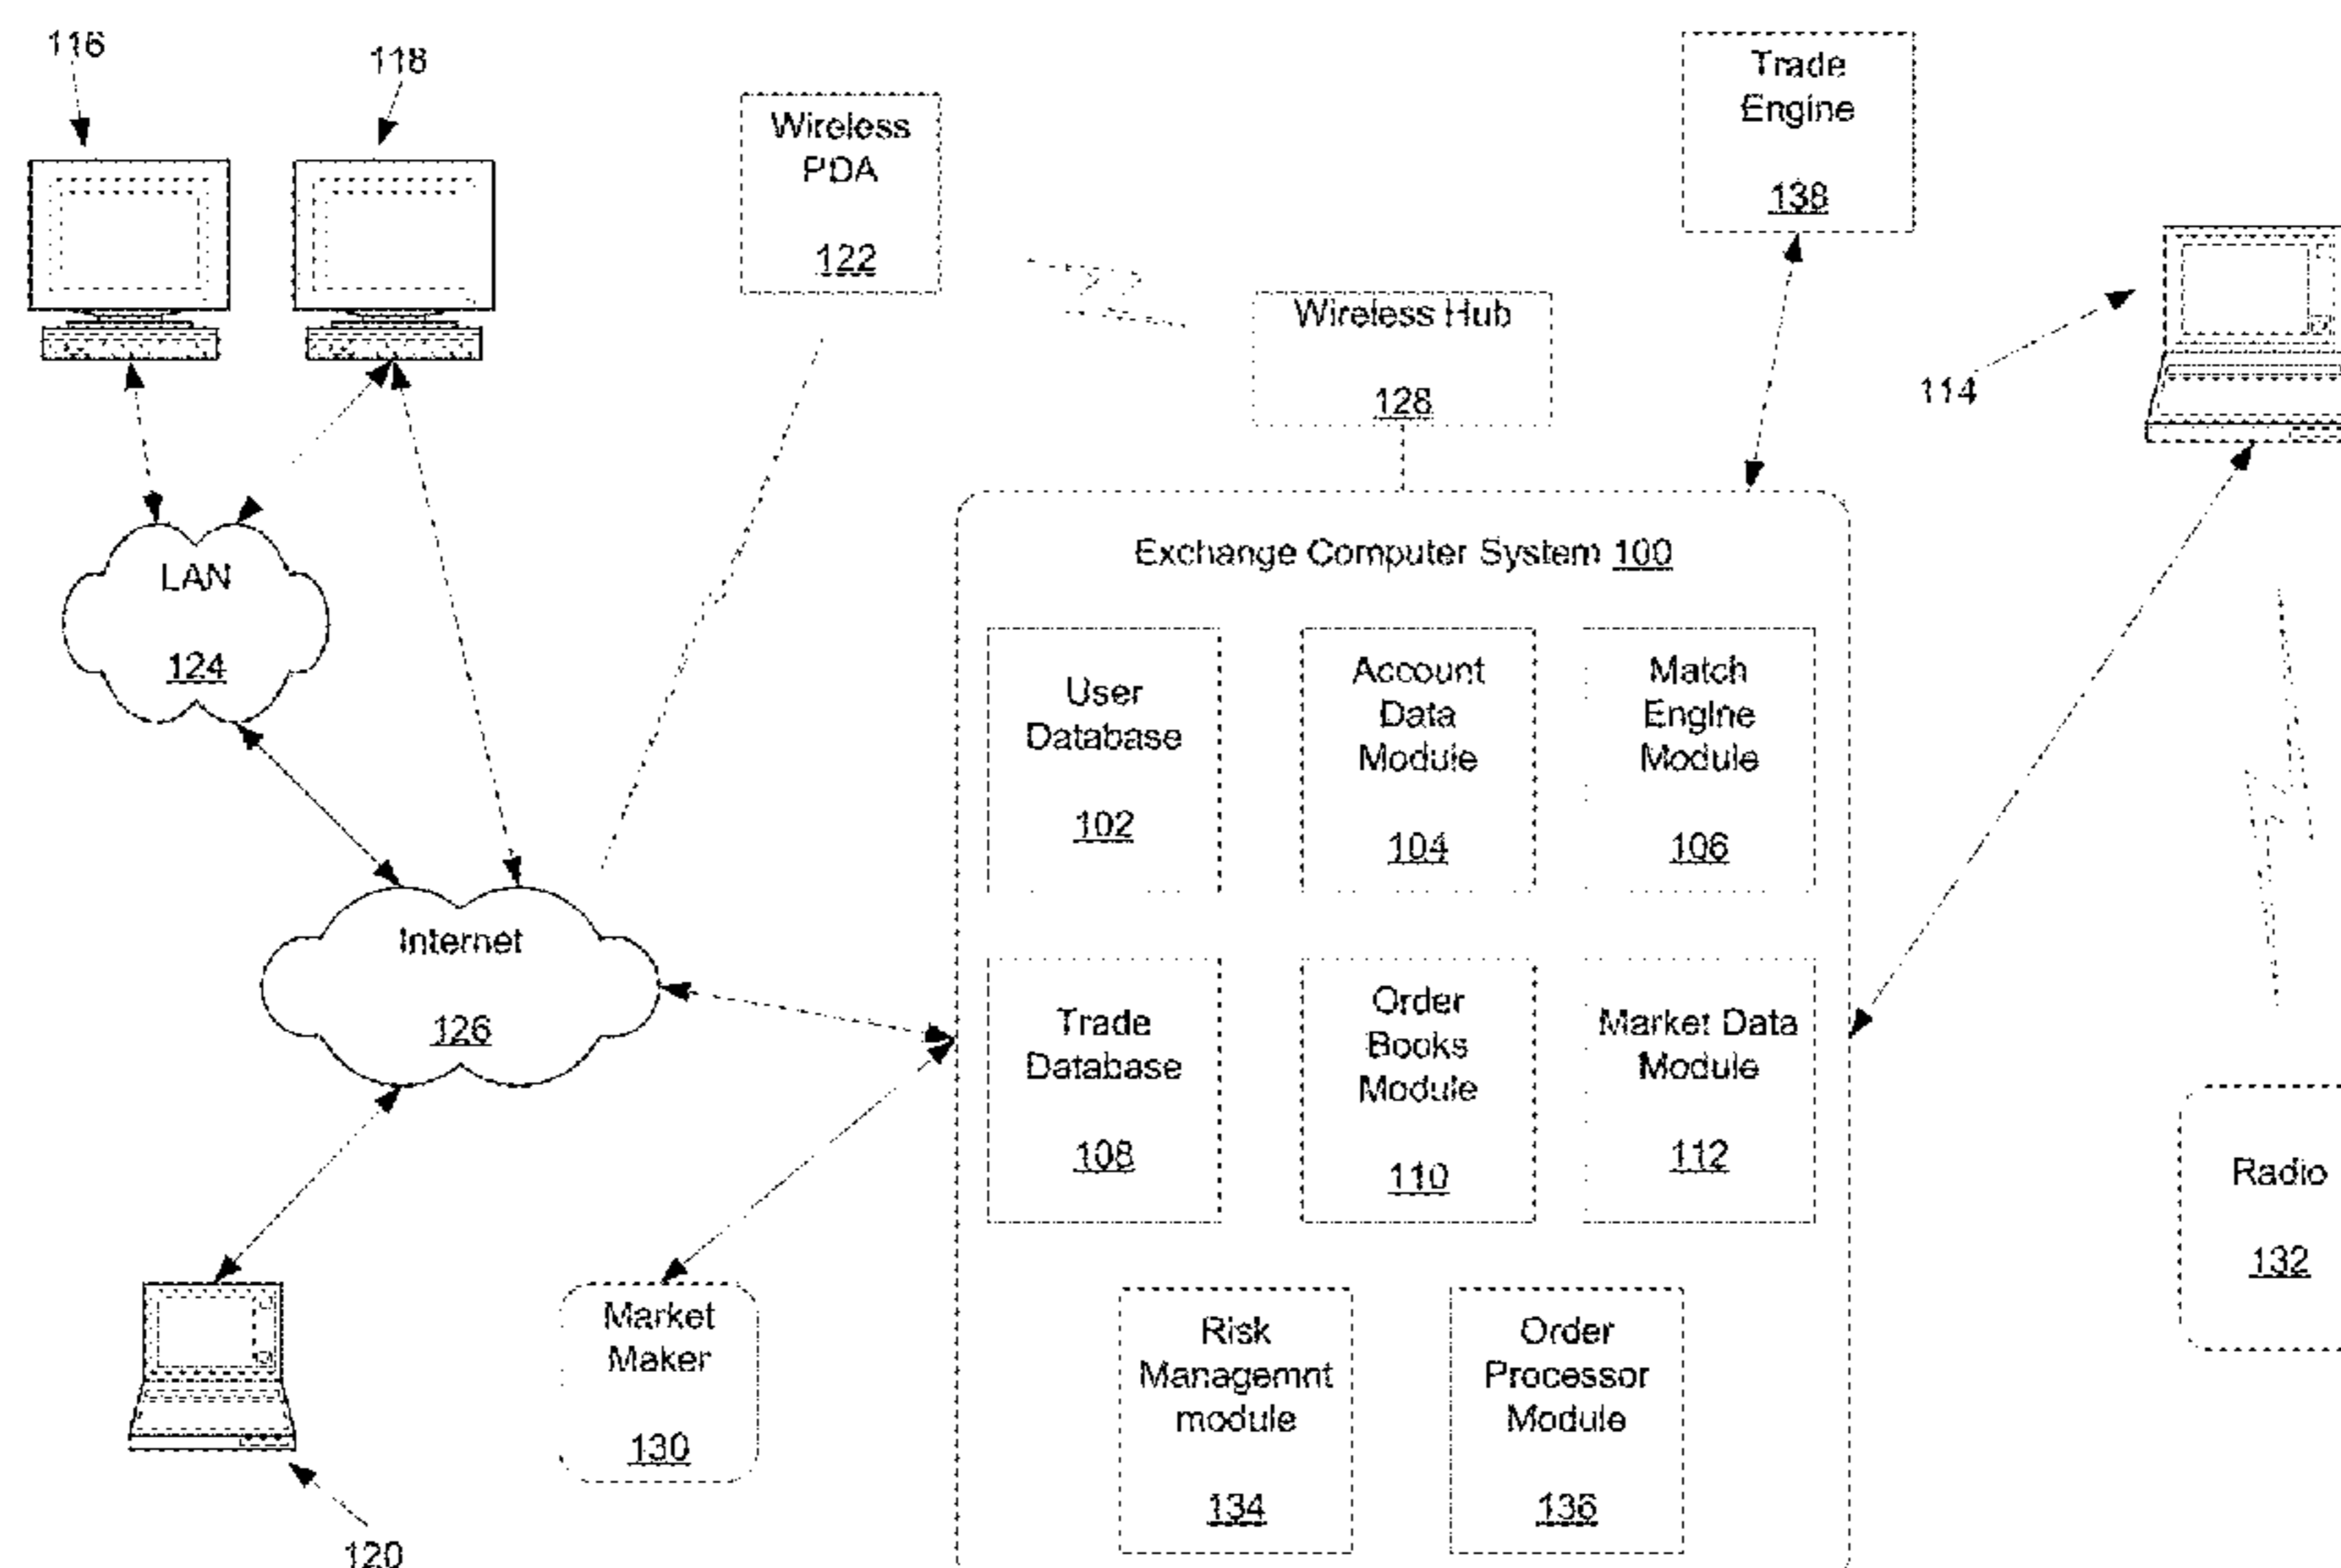 116
118
Wireless
PDA
122
Trade
Engine
138
Wireless Hub
128
114
LAN
124
Exchange Computer System 100
User
Database
102
Account
Data
Module
104
Match
Engine
Module
106
Internet
126
Trade
Database
108
Order
Books
Module
110
Market Data
Module
112
Radio
132
Market
Maker
130
Risk
Managemnt
module
134
Order
Processor
Module
136
120